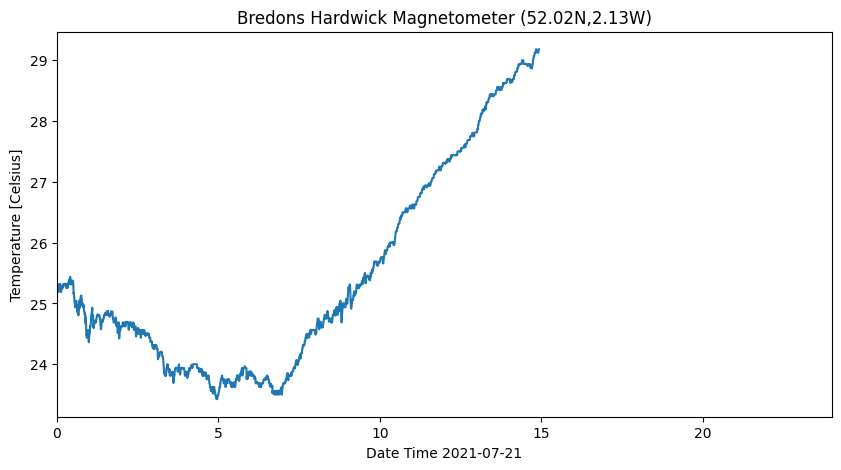 Bredons Hardwick Magnetometer (52.02N,2.13W)
Temperature [Celsius]
29
28
27
26
25
24
0 5 10 15 20
Date Time 2021-07-21